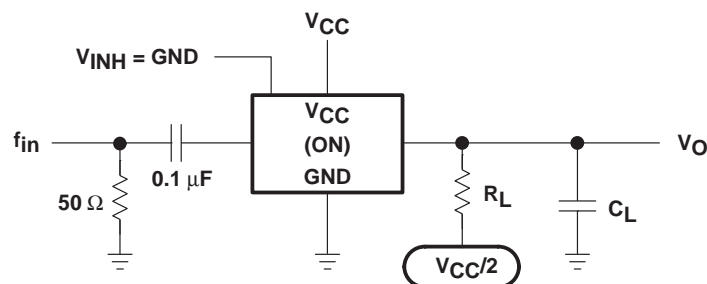 VCC
VINH = GND
VCC
(ON)
GND
fin
0.1 μF
50 Ω
VO
RL
CL
VCC/2